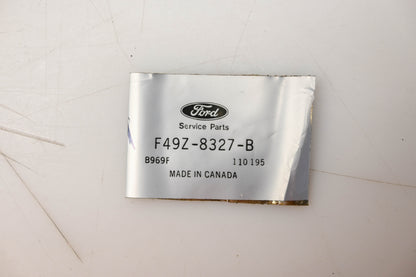 Ford
Service Parts
F49Z-8327-B
B969F 110195
MADE IN CANADA